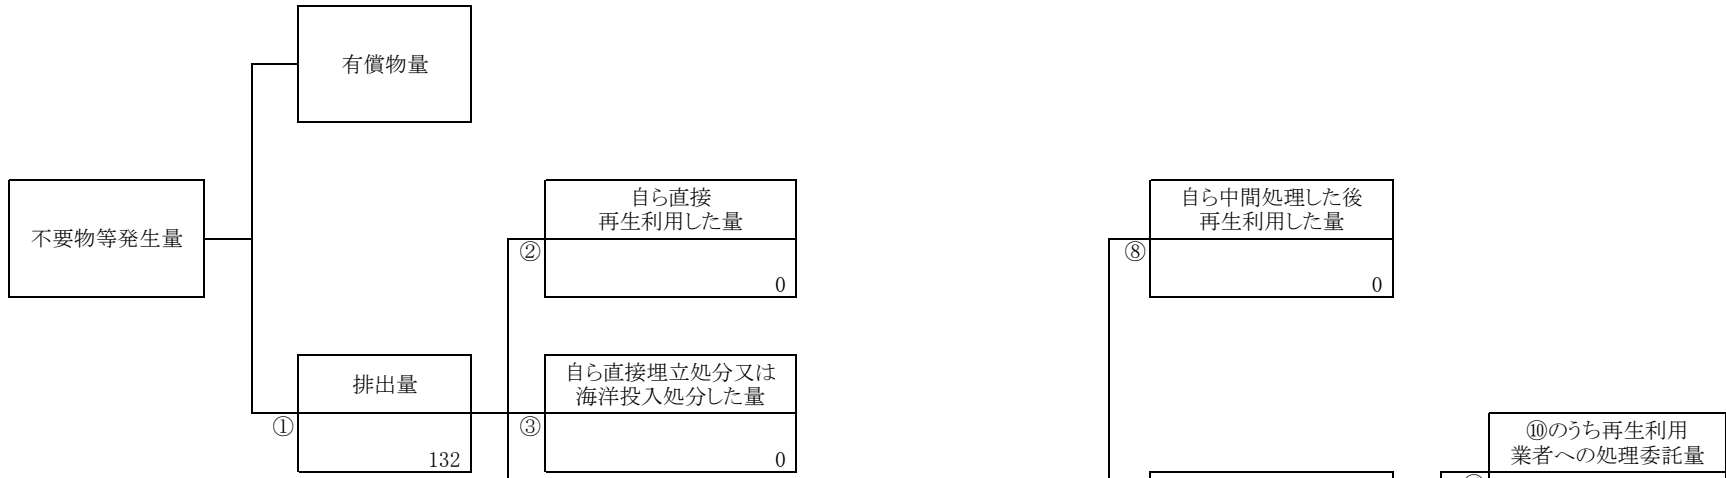 有償物量
不要物等発生量
自ら直接
再生利用した量
②
0
自ら中間処理した後
再生利用した量
⑧
0
排出量
①
132
自ら直接埋立処分又は
海洋投入処分した量
③
0
⑩のうち再生利用
業者への処理委託量